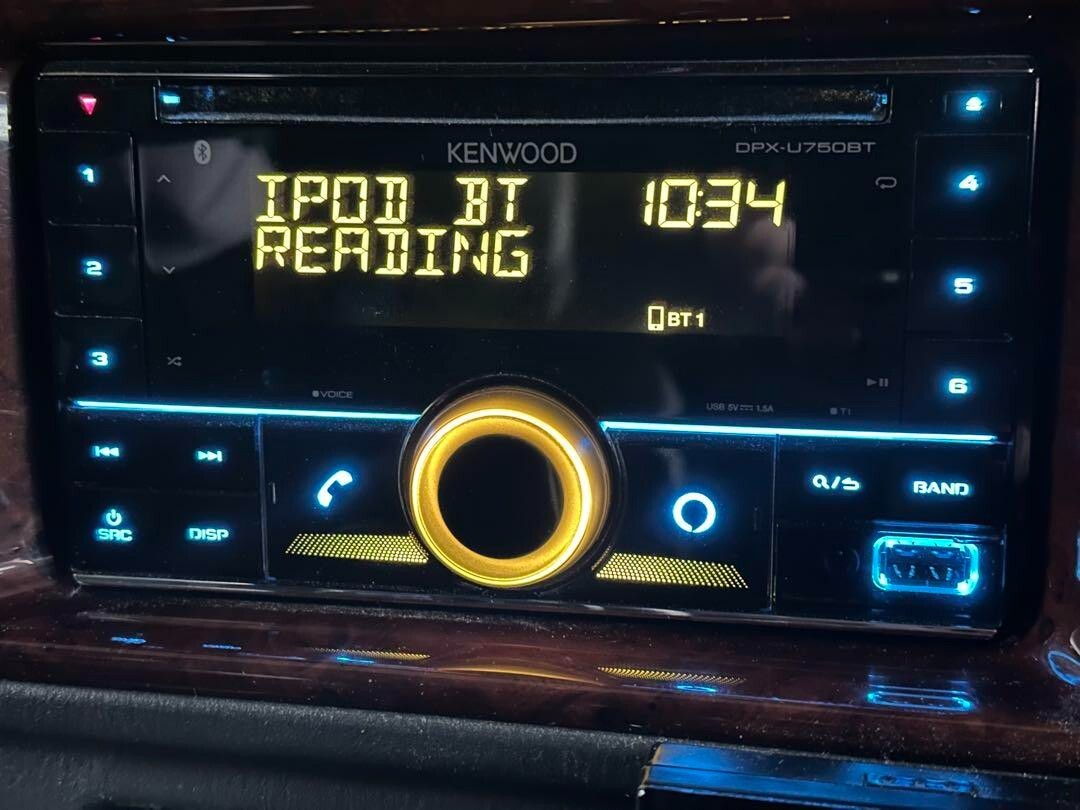 KENWOOD
DPX-U750BT
IPOD BT 10:34
READING
BT 1
1
2
3
4
5
6
VOICE
USB 5V 1.5A
SRC
DISP
Q/
BAND